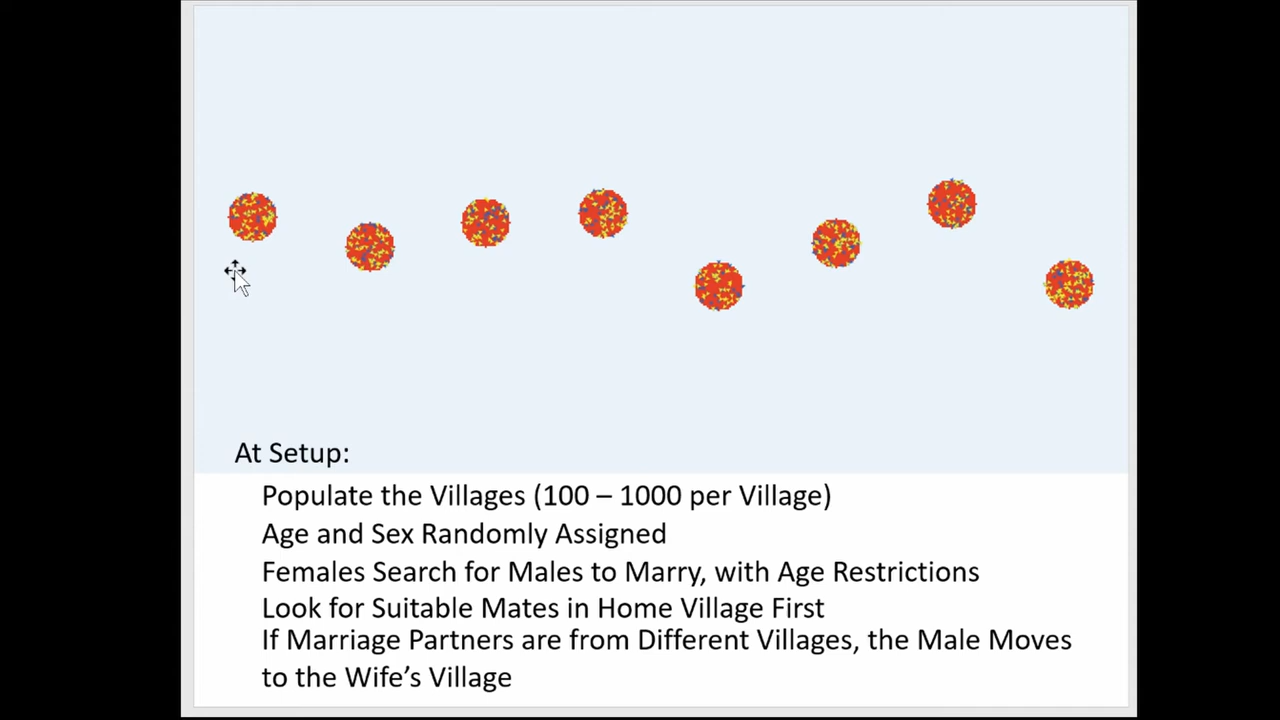 At Setup:
Populate the Villages (100 – 1000 per Village)
Age and Sex Randomly Assigned
Females Search for Males to Marry, with Age Restrictions
Look for Suitable Mates in Home Village First
If Marriage Partners are from Different Villages, the Male Moves
to the Wife’s Village